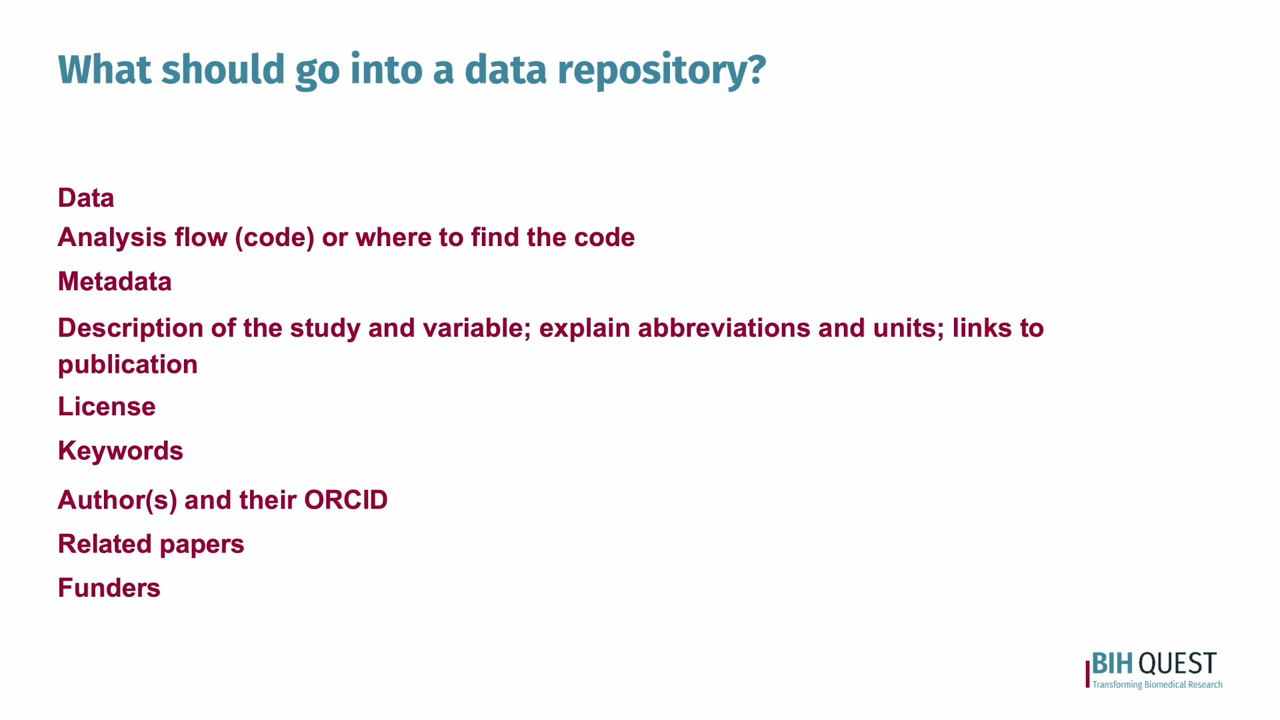 What should go into a data repository?
Data
Analysis flow (code) or where to find the code
Metadata
Description of the study and variable; explain abbreviations and units; links to
publication
License
Keywords
Author(s) and their ORCID
Related papers
Funders
BIH QUEST
Transforming Biomedical Research